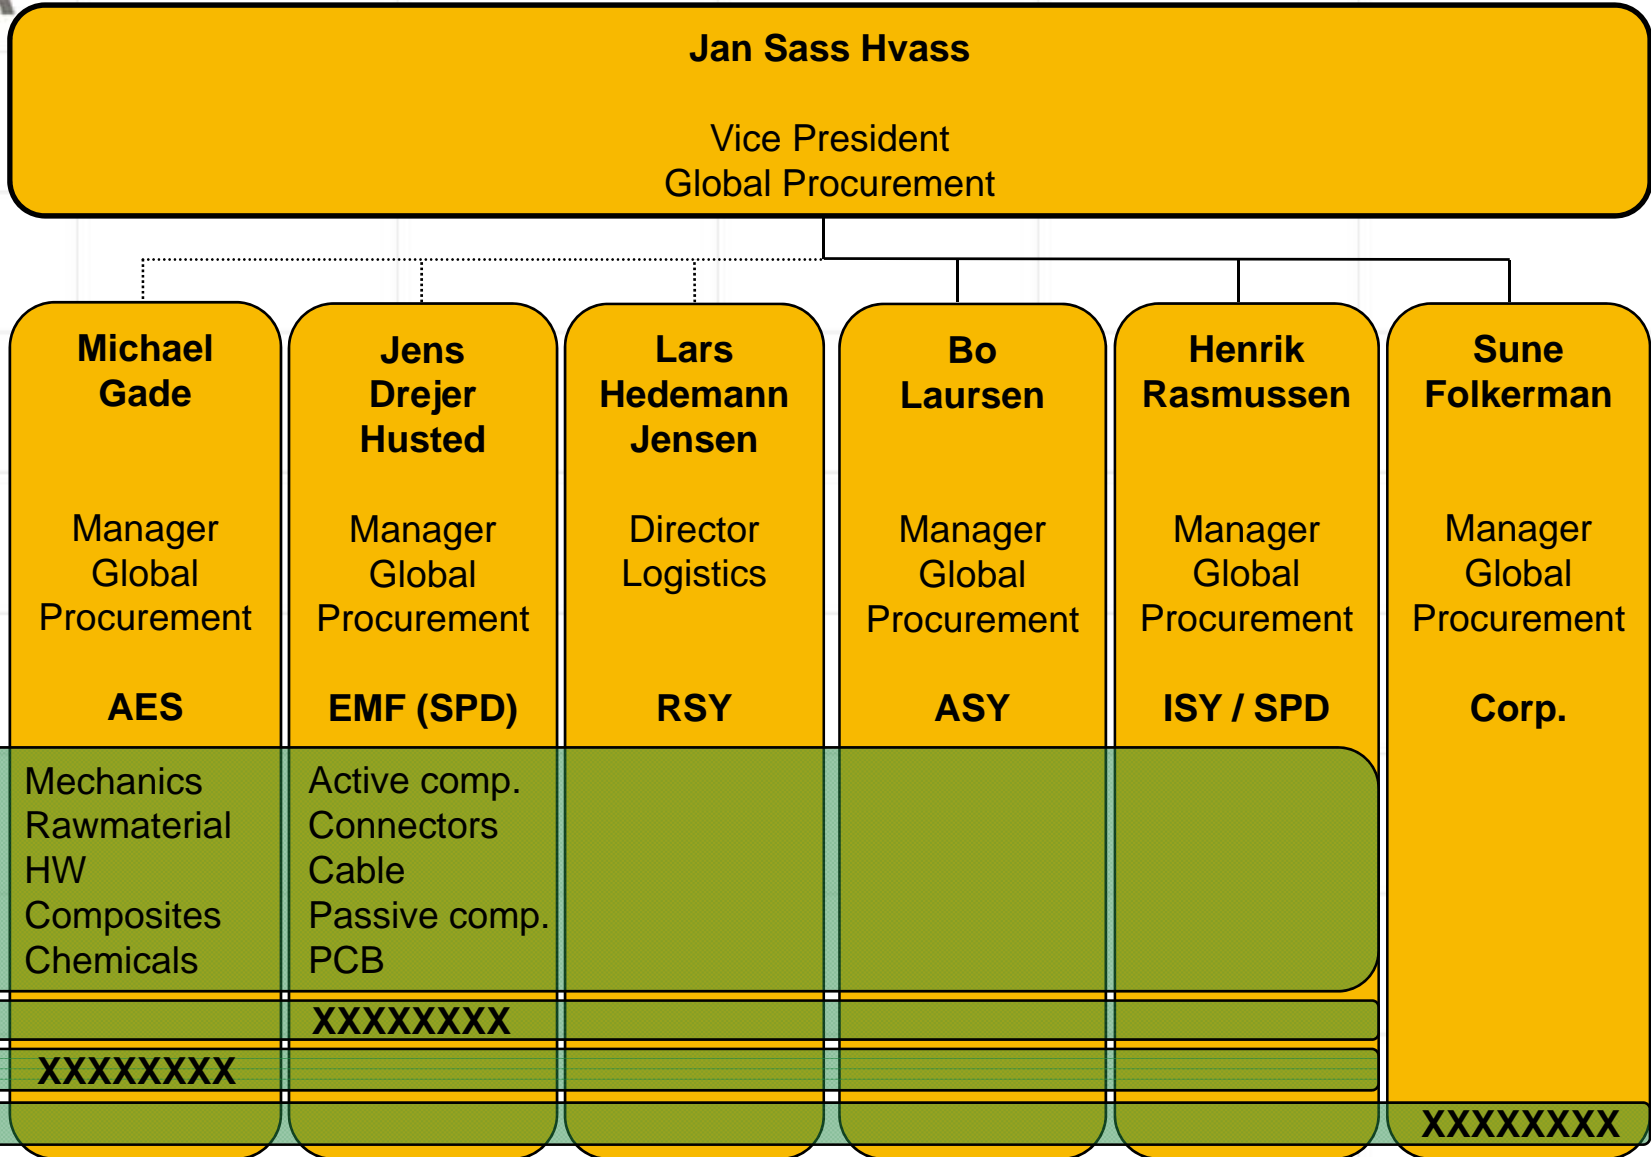 Jan Sass Hvass
Vice President
Global Procurement
Michael
Gade
Manager
Global
Procurement
AES
Mechanics
Rawmaterial
HW
Composites
Chemicals
XXXXXXXX
Jens
Drejer
Husted
Manager
Global
Procurement
EMF (SPD)
Active comp.
Connectors
Cable
Passive comp.
PCB
XXXXXXXX
Lars
Hedemann
Jensen
Director
Logistics
RSY
Bo
Laursen
Manager
Global
Procurement
ASY
Henrik
Rasmussen
Manager
Global
Procurement
ISY / SPD
Sune
Folkerman
Manager
Global
Procurement
Corp.
XXXXXXXX